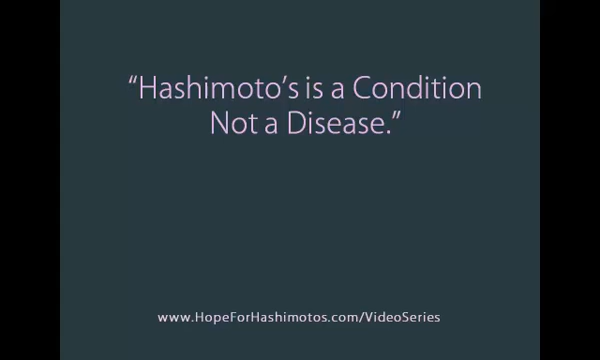 “Hashimoto’s is a Condition
Not a Disease.”
www.HopeForHashimotos.com/VideoSeries